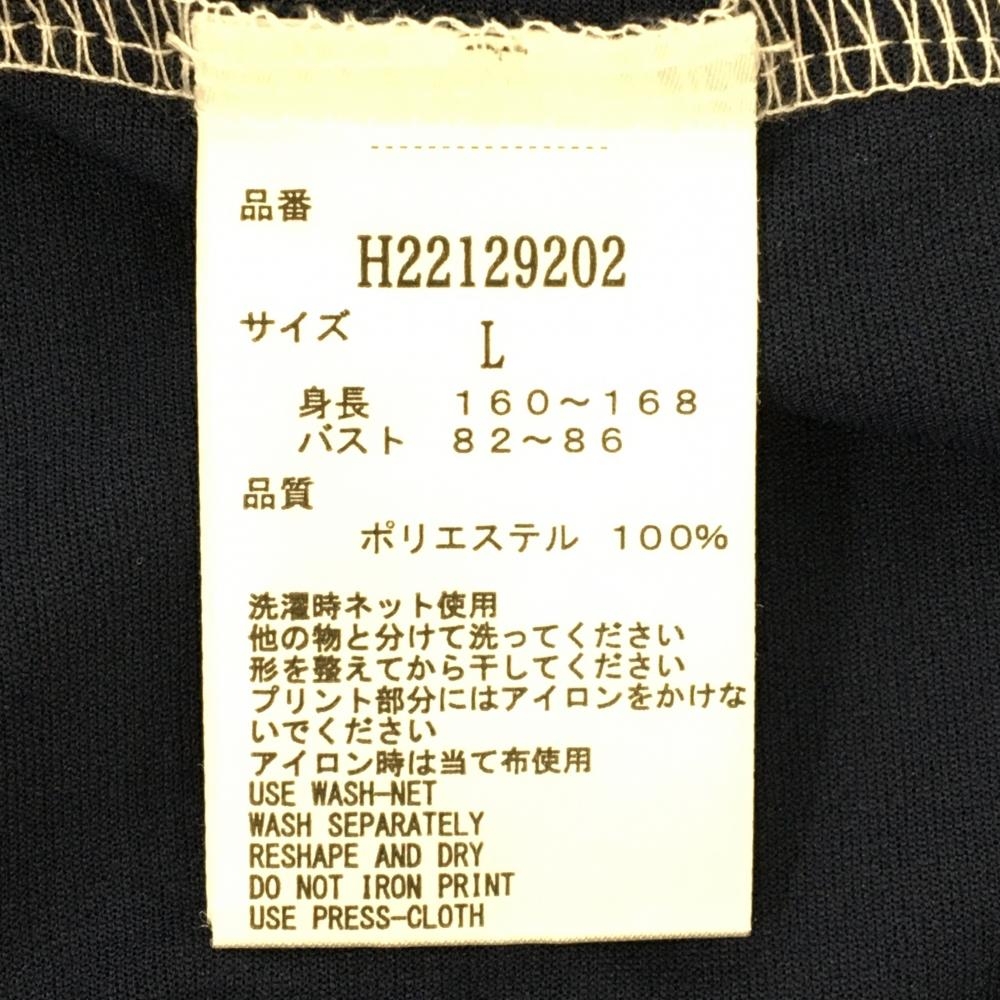 品番
H22129202
サイズ
L
身長 160～168
バスト 82～86
品質
ポリエステル 100%
洗濯時ネット使用
他の物と分けて洗ってください
形を整えてから干してください
プリント部分にはアイロンをかけな
いでください
アイロン時は当て布使用
USE WASH-NET
WASH SEPARATELY
RESHAPE AND DRY
DO NOT IRON PRINT
USE PRESS-CLOTH